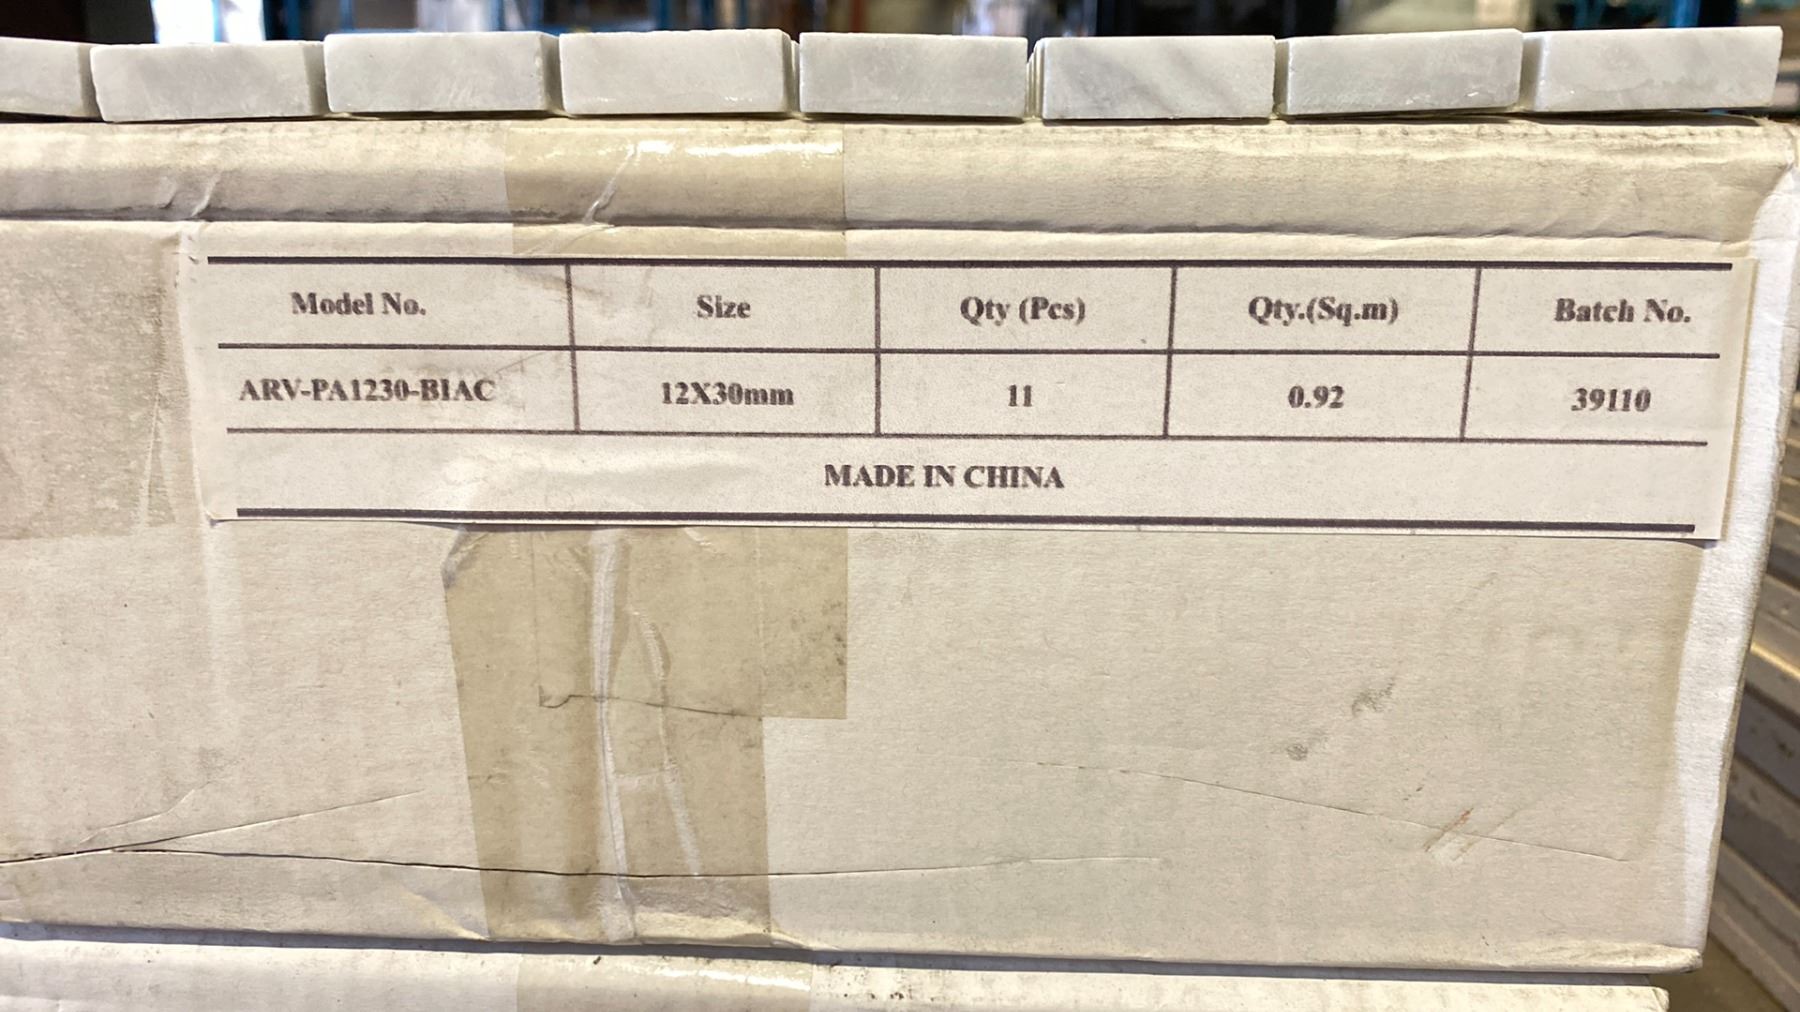 Model No. Size Qty (Pcs) Qty.(Sq.m) Batch No.
ARV-PA1230-BIAC 12X30mm 11 0.92 39110
MADE IN CHINA